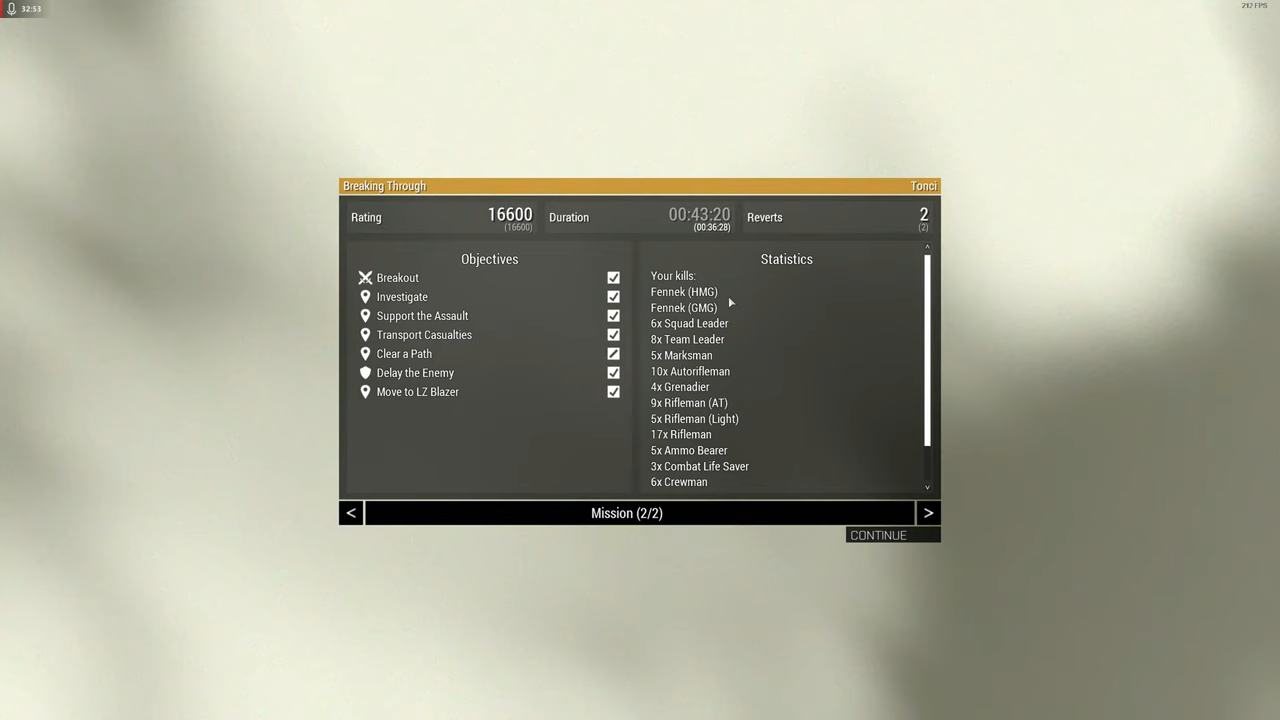 32:53
212 FPS
Breaking Through Tonci
Rating 16600 Duration 00:43:20 Reverts 2
(16600) (00:36:28) (2)
Objectives
Breakout
Investigate
Support the Assault
Transport Casualties
Clear a Path
Delay the Enemy
Move to LZ Blazer
Statistics
Your kills:
Fennek (HMG)
Fennek (GMG)
6x Squad Leader
8x Team Leader
5x Marksman
10x Autorifleman
4x Grenadier
9x Rifleman (AT)
5x Rifleman (Light)
17x Rifleman
5x Ammo Bearer
3x Combat Life Saver
6x Crewman
< Mission (2/2) >
CONTINUE